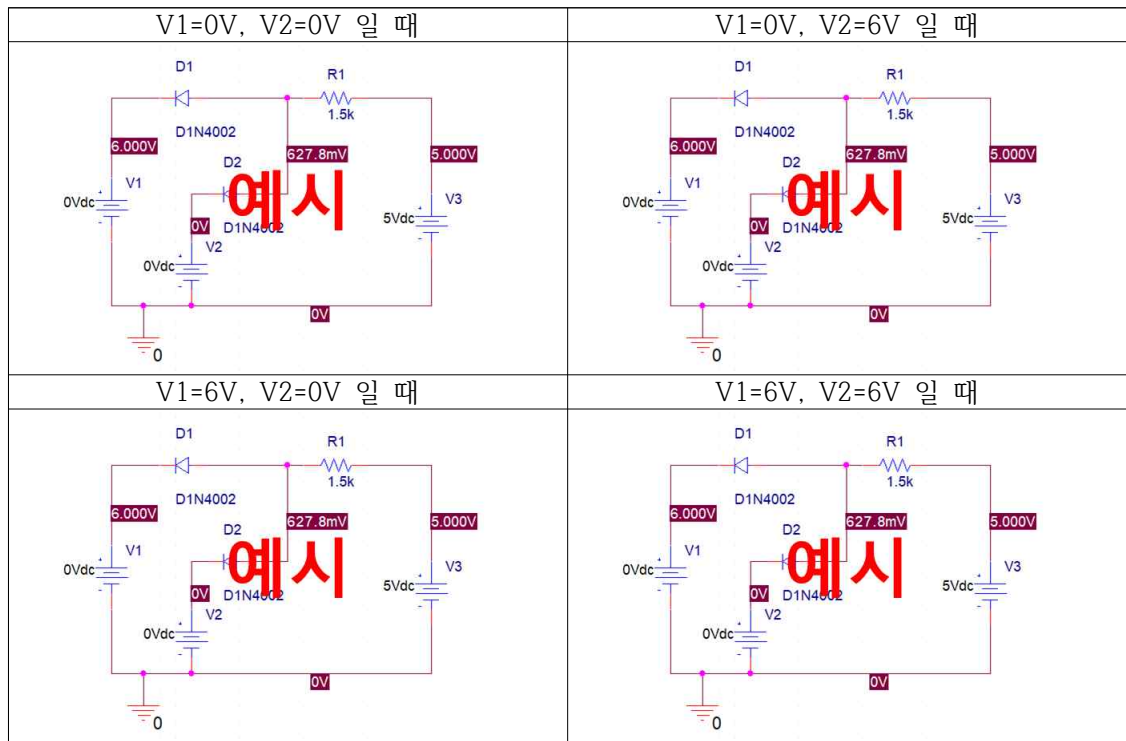 V1=0V, V2=0V 일 때
V1=0V, V2=6V 일 때
D1
R1
D1N4002
1.5k
6.000V
627.8mV
5.000V
D2
V1
0Vdc
예시
V3
5Vdc
0V
D1N4002
V2
0Vdc
0V
0
D1
R1
D1N4002
1.5k
6.000V
627.8mV
5.000V
D2
V1
0Vdc
예시
V3
5Vdc
0V
D1N4002
V2
0Vdc
0V
0
V1=6V, V2=0V 일 때
V1=6V, V2=6V 일 때
D1
R1
D1N4002
1.5k
6.000V
627.8mV
5.000V
D2
V1
0Vdc
예시
V3
5Vdc
0V
D1N4002
V2
0Vdc
0V
0
D1
R1
D1N4002
1.5k
6.000V
627.8mV
5.000V
D2
V1
0Vdc
예시
V3
5Vdc
0V
D1N4002
V2
0Vdc
0V
0